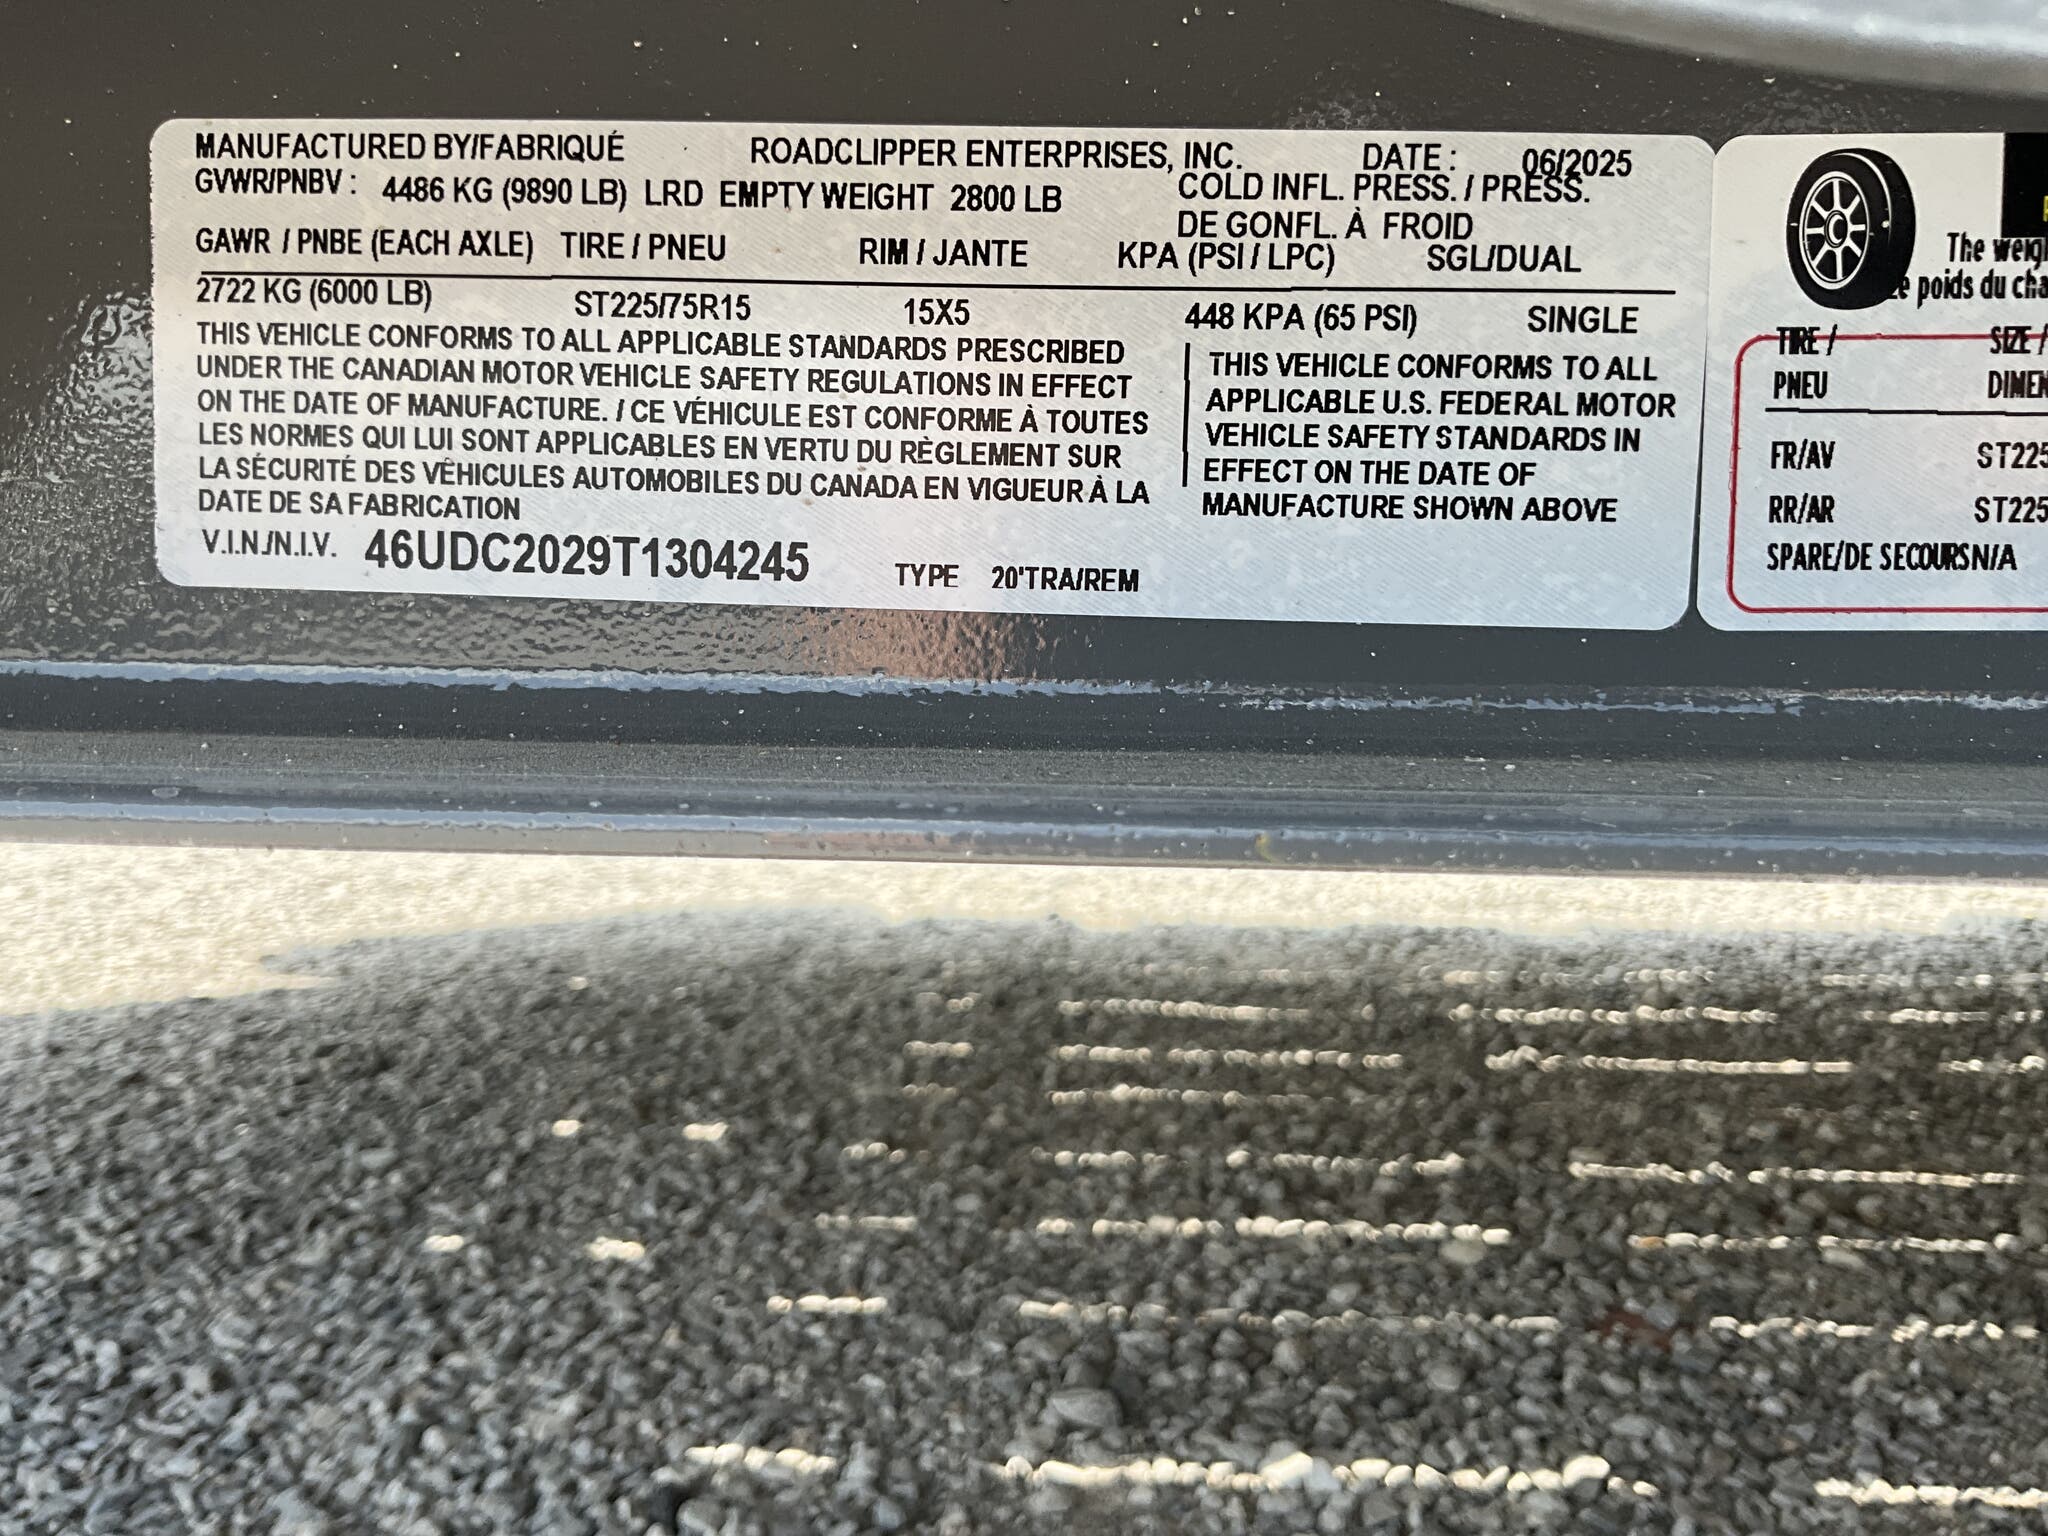 MANUFACTURED BY/FABRIQUÉ ROADCLIPPER ENTERPRISES, INC. DATE: 06/2025
GVWR/PNBV: 4486 KG (9890 LB) LRD EMPTY WEIGHT 2800 LB
COLD INFL. PRESS. / PRESS.
DE GONFL. À FROID
GAWR / PNBE (EACH AXLE) TIRE / PNEU RIM / JANTE KPA (PSI / LPC) SGL/DUAL
2722 KG (6000 LB) ST225/75R15 15X5 448 KPA (65 PSI) SINGLE
THIS VEHICLE CONFORMS TO ALL APPLICABLE STANDARDS PRESCRIBED
UNDER THE CANADIAN MOTOR VEHICLE SAFETY REGULATIONS IN EFFECT
ON THE DATE OF MANUFACTURE. / CE VÉHICULE EST CONFORME À TOUTES
LES NORMES QUI LUI SONT APPLICABLES EN VERTU DU RÈGLEMENT SUR
LA SÉCURITÉ DES VÉHICULES AUTOMOBILES DU CANADA EN VIGUEUR À LA
DATE DE SA FABRICATION
THIS VEHICLE CONFORMS TO ALL
APPLICABLE U.S. FEDERAL MOTOR
VEHICLE SAFETY STANDARDS IN
EFFECT ON THE DATE OF
MANUFACTURE SHOWN ABOVE
V.I.N./N.I.V. 46UDC2029T1304245 TYPE 20'TRA/REM
The
poids du
TIRE / SIZE /
PNEU
FR/AV ST225
RR/AR ST225
SPARE/DE SECOURS N/A